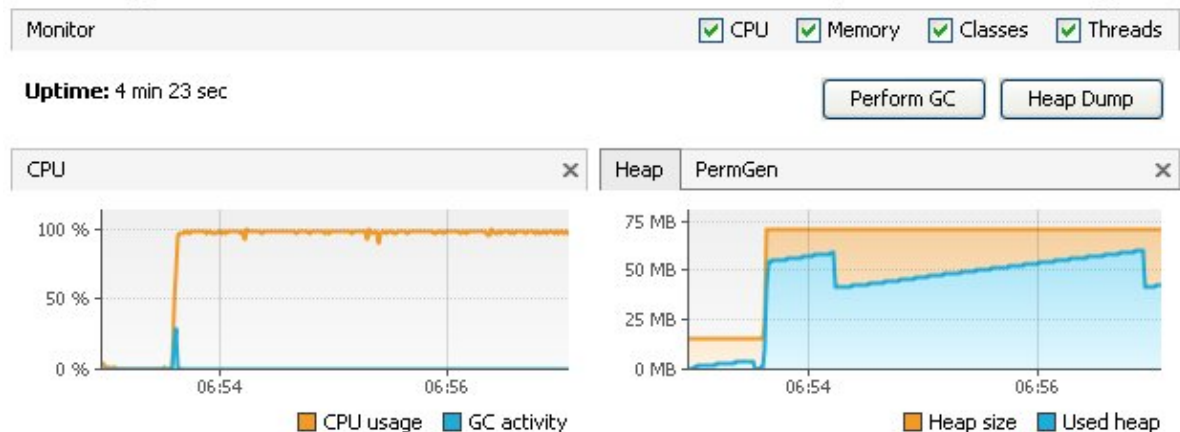 Monitor CPU Memory Classes Threads
Uptime: 4 min 23 sec Perform GC Heap Dump
CPU Heap PermGen
100 %
50 %
0 %
06:54 06:56
CPU usage GC activity
75 MB
50 MB
25 MB
0 MB
06:54 06:56
Heap size Used heap